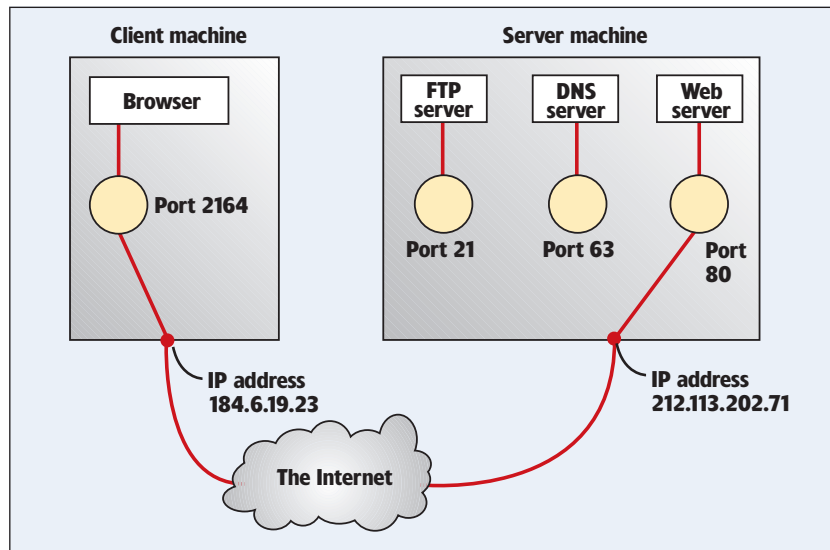 Client machine
Server machine
Browser
FTP
server
DNS
server
Web
server
Port 2164
Port 21
Port 63
Port
80
IP address
184.6.19.23
IP address
212.113.202.71
The Internet